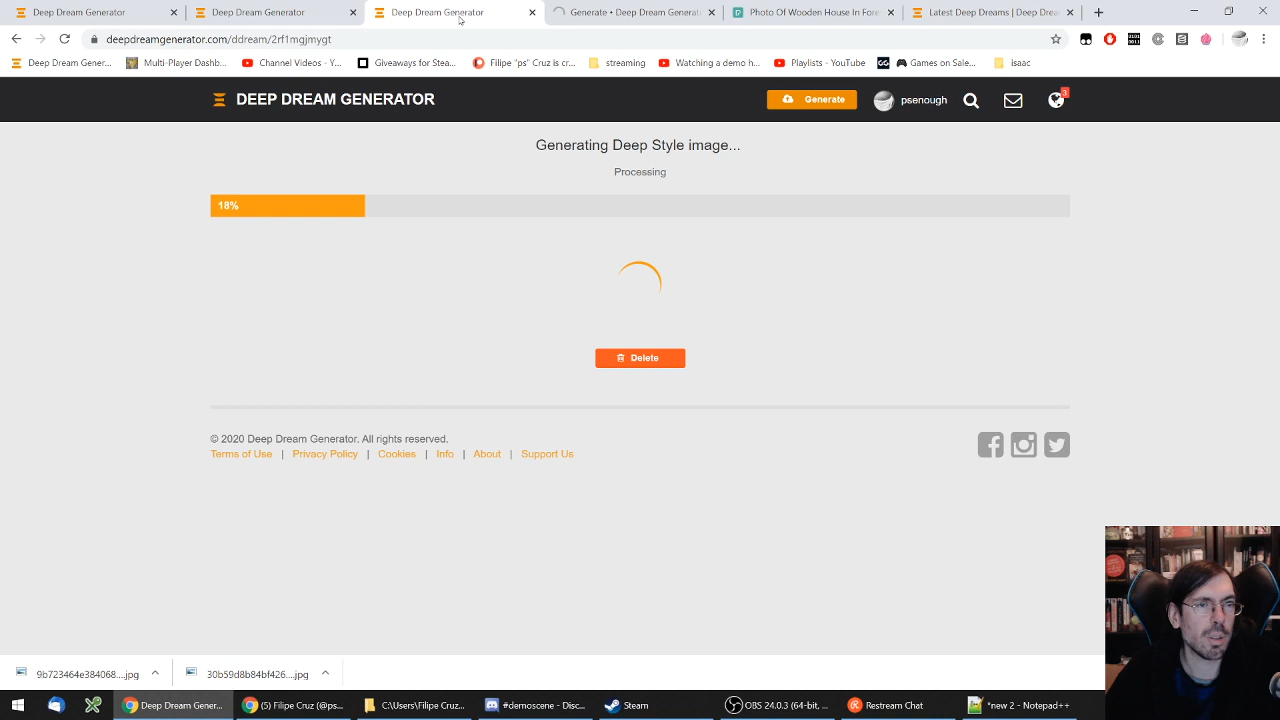 Deep Dream Generator
Deep Dream Generator
Deep Dream Generator
Generate • Deep Dream Generat
Photo Of Wooden House In Fore
Latest Deep Dreams | Deep Drea
deepdreamgenerator.com/ddream/2rf1mgjmygt
Deep Dream Gener...
Multi-Player Dashb...
Channel Videos - Y...
Giveaways for Stea...
Filipe "ps" Cruz is cr...
streaming
Watching a demo h...
Playlists - YouTube
Games on Sale...
isaac
DEEP DREAM GENERATOR
Generate
psenough
3
Generating Deep Style image...
Processing
18%
Delete
© 2020 Deep Dream Generator. All rights reserved.
Terms of Use | Privacy Policy | Cookies | Info | About | Support Us
9b723464e384068....jpg
30b59d8b84bf426....jpg
Deep Dream Gener...
(5) Filipe Cruz (@ps...
C:\Users\Filipe Cruz...
#demoscene - Disc...
Steam
OBS 24.0.3 (64-bit, ...
Restream Chat
*new 2 - Notepad++